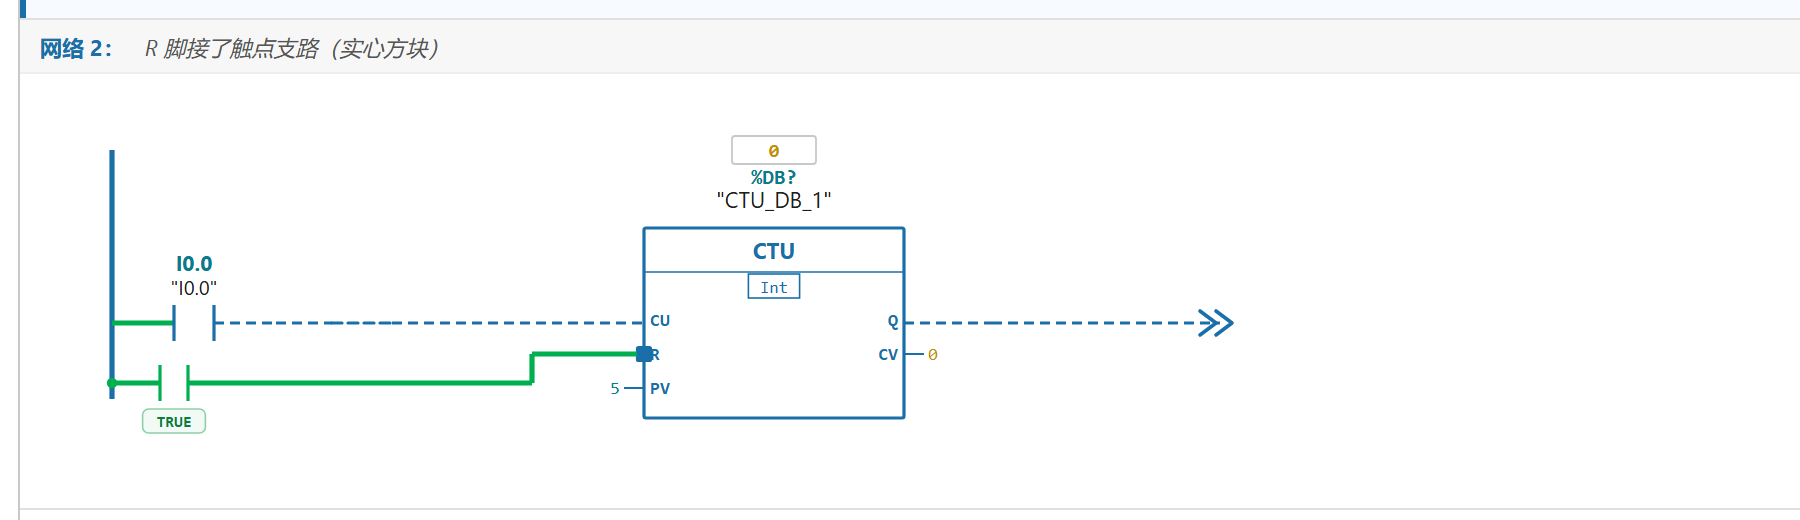 网络 2： R 脚接了触点支路（实心方块）
0
%DB?
"CTU_DB_1"
CTU
Int
I0.0
"I0.0"
CU
Q
R
CV
0
5
PV
TRUE